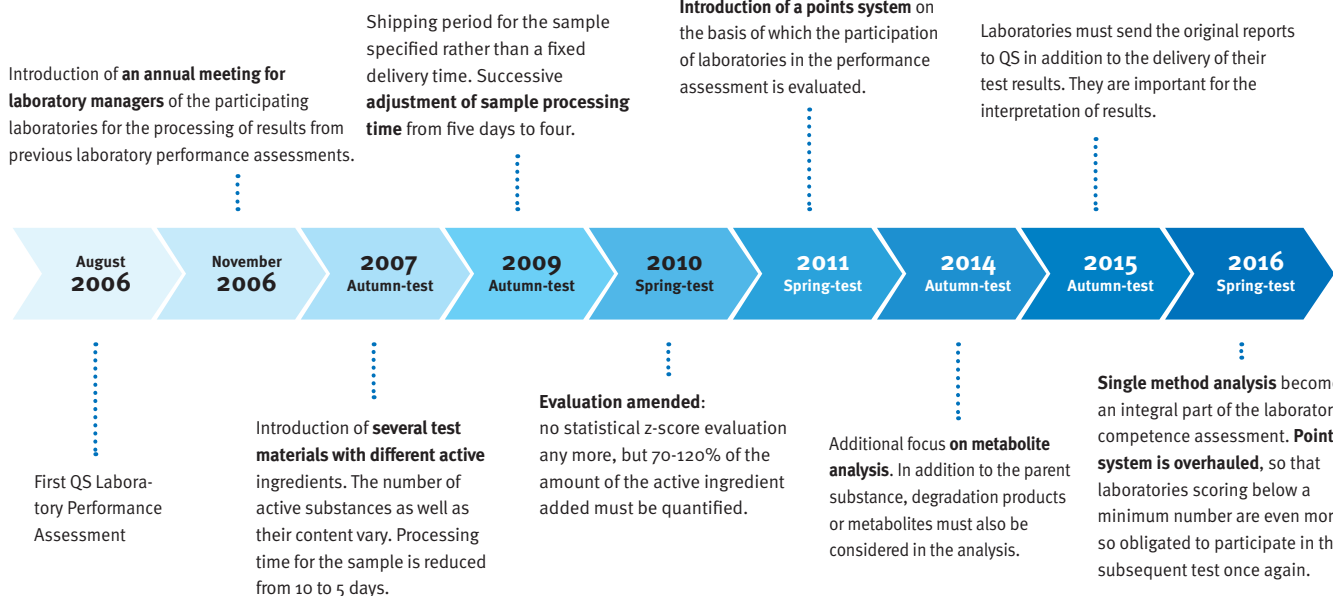 Introduction of an annual meeting for
laboratory managers of the participating
laboratories for the processing of results from
previous laboratory performance assessments.
Shipping period for the sample
specified rather than a fixed
delivery time. Successive
adjustment of sample processing
time from five days to four.
Introduction of a points system on
the basis of which the participation
of laboratories in the performance
assessment is evaluated.
Laboratories must send the original reports
to QS in addition to the delivery of their
test results. They are important for the
interpretation of results.
August
2006
November
2006
2007
Autumn-test
2009
Autumn-test
2010
Spring-test
2011
Spring-test
2014
Autumn-test
2015
Autumn-test
2016
Spring-test
First QS Labora-
tory Performance
Assessment
Introduction of several test
materials with different active
ingredients. The number of
active substances as well as
their content vary. Processing
time for the sample is reduced
from 10 to 5 days.
Evaluation amended:
no statistical z-score evaluation
any more, but 70-120% of the
amount of the active ingredient
added must be quantified.
Additional focus on metabolite
analysis. In addition to the parent
substance, degradation products
or metabolites must also be
considered in the analysis.
Single method analysis becom
an integral part of the laborator
competence assessment. Point
system is overhauled, so that
laboratories scoring below a
minimum number are even mor
so obligated to participate in th
subsequent test once again.